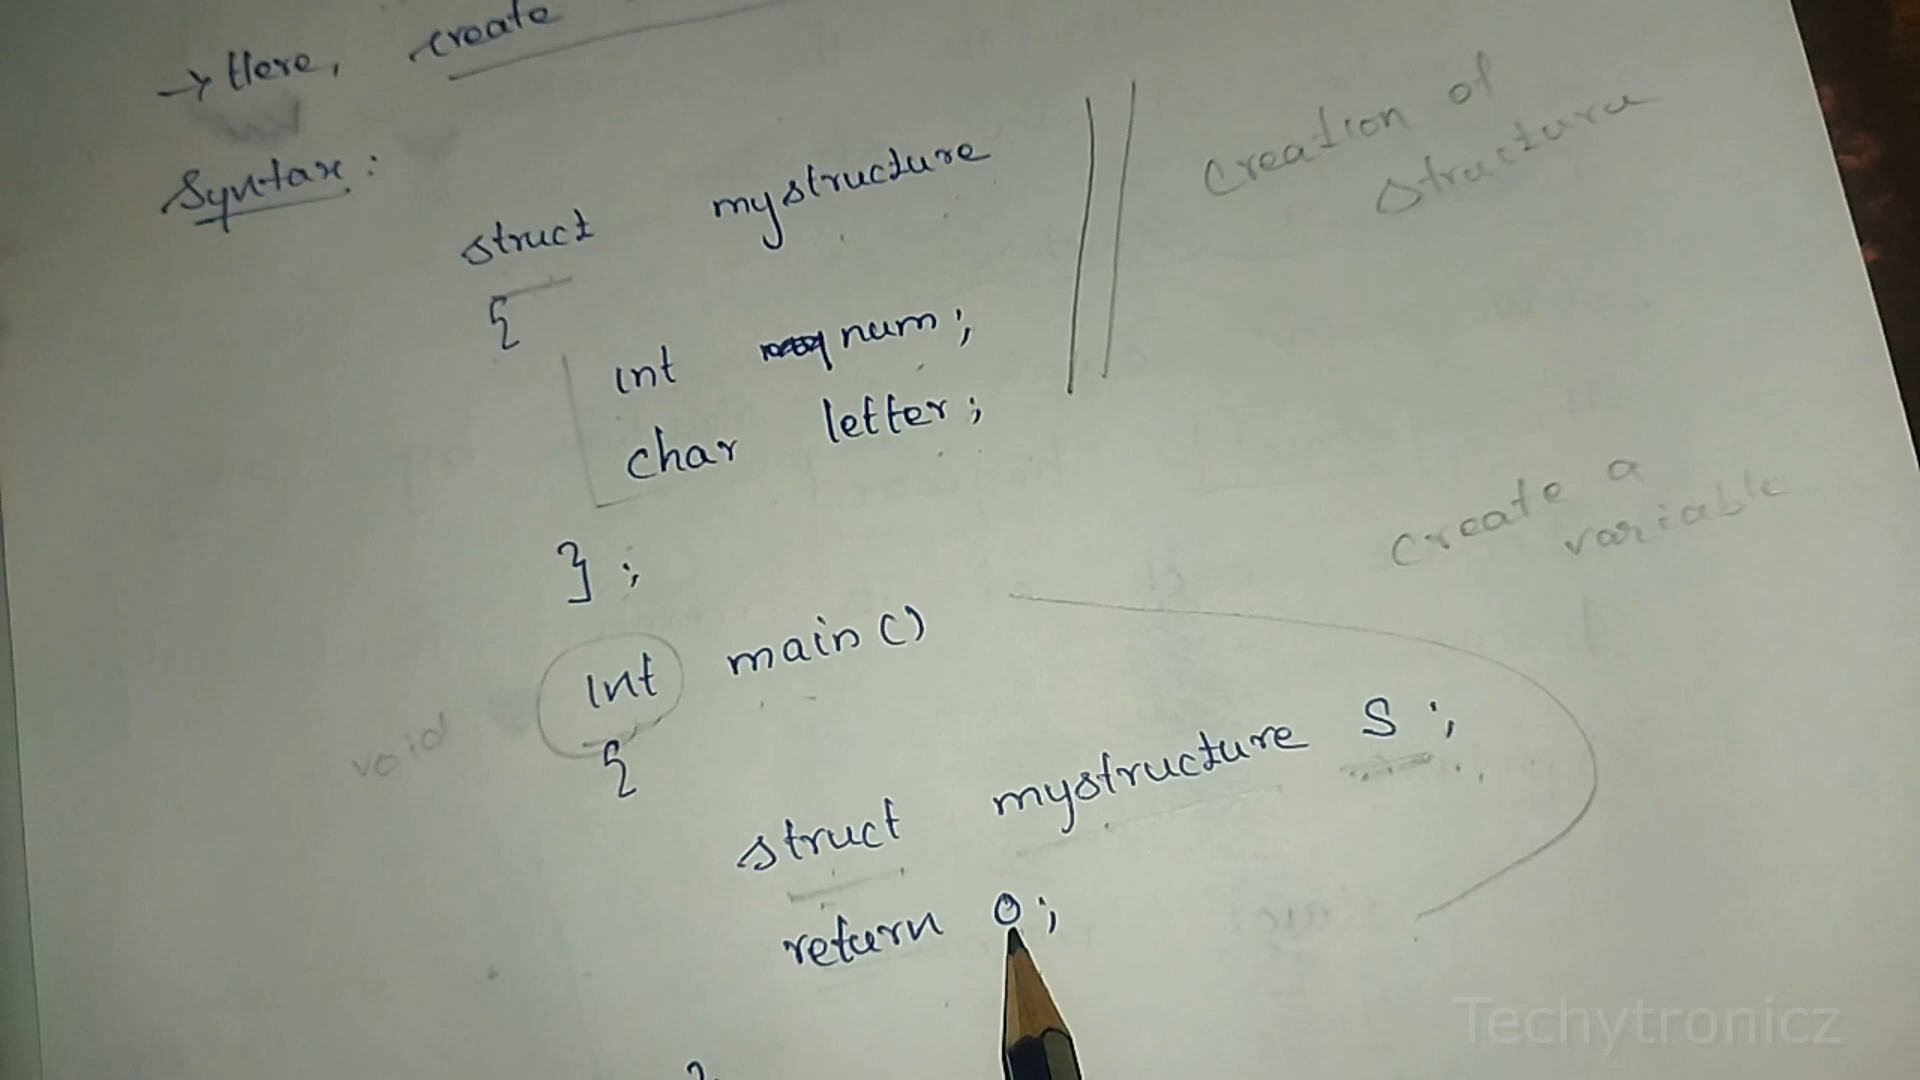 → Here, create
Syntax:
struct mystructure
creation of
structure
{
int num;
char letter;
};
create a
variable
int main()
void
{
struct mystructure S;
return 0;
}
Techytronicz